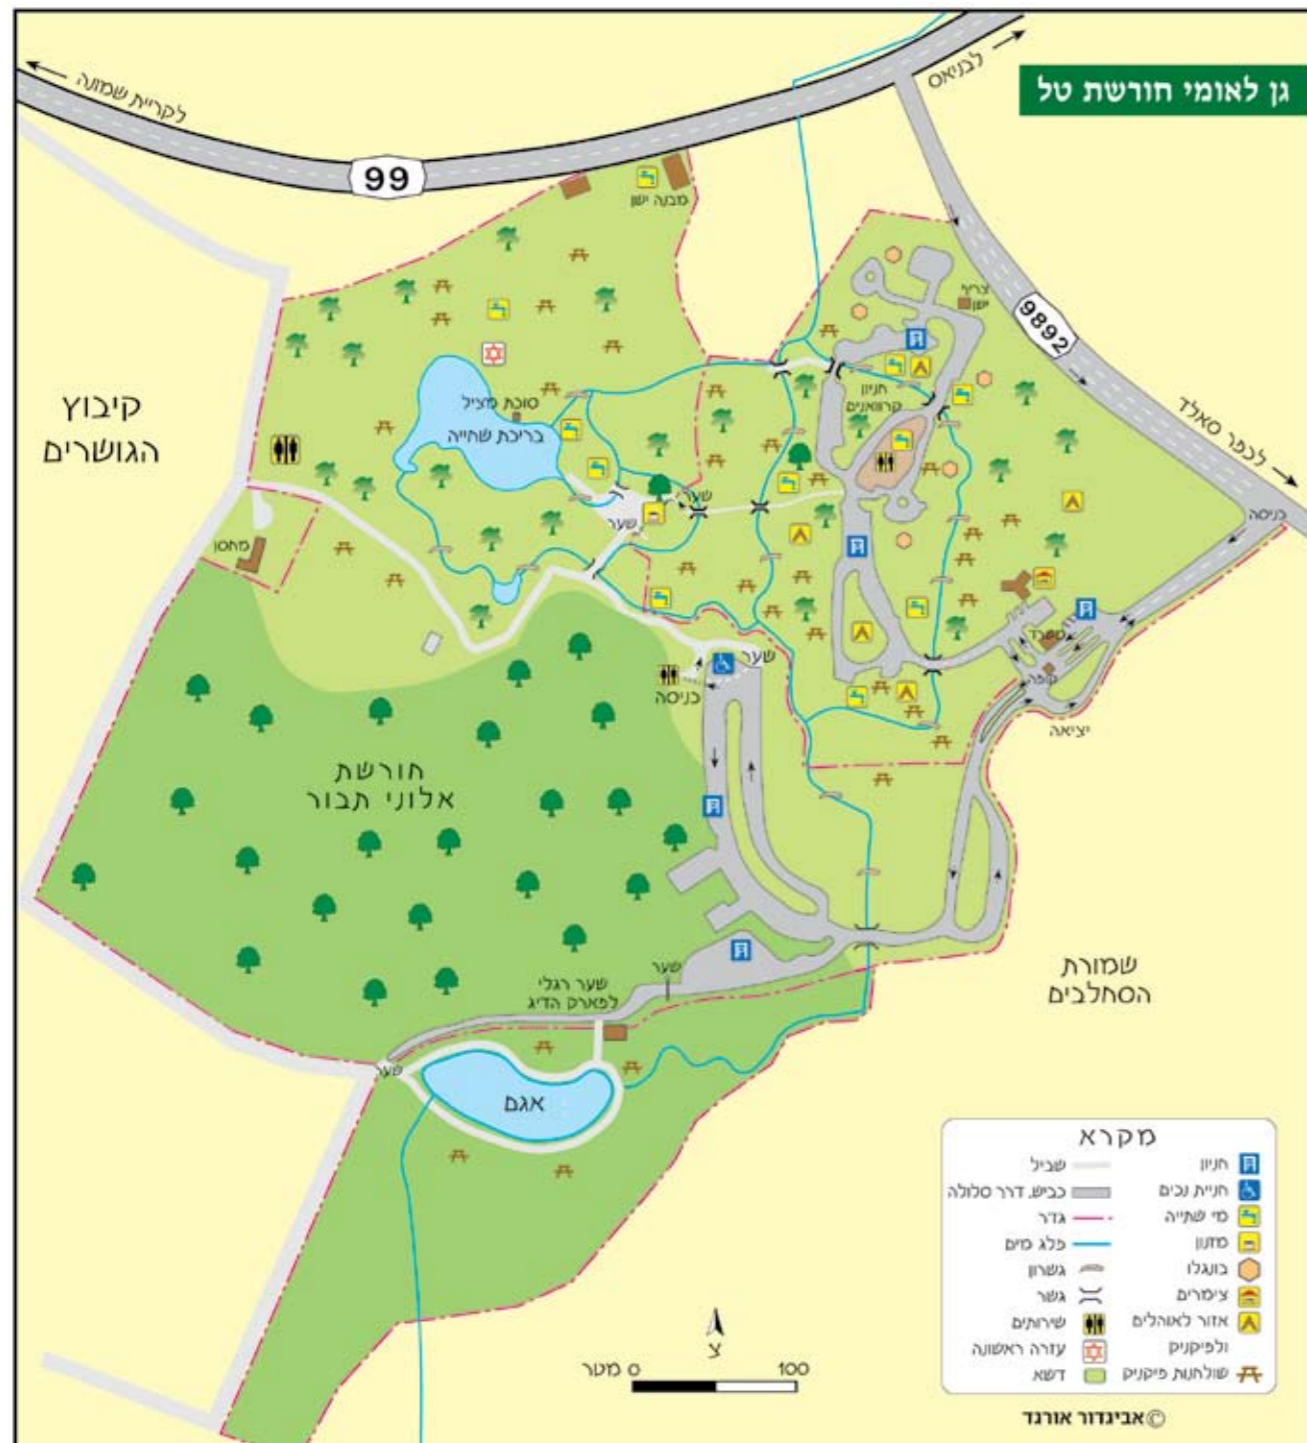 גן לאומי חורשת טל
לבניאס
לקריית שמונה
99
מבנה ישן
צריף
ישן
9892
לכפר סאלד
כניסה
קיבוץ
הגושרים
סוכת מציל
בריכת שחייה
חניון
קרוואנים
שער
שער
מחסן
משרד
קופה
יציאה
שער
כניסה
חורשת
אלוני תבור
שמורת
הסחלבים
שער
שער רגלי
לפארק הדיג
שער
אגם
מקרא
חניון
חניית נכים
מי שתייה
מזנון
בונגלו
צימרים
אזור לאוהלים
ולפיקניק
שולחנות פיקניק
שביל
כביש, דרך סלולה
גדר
פלג מים
גשרון
גשר
שירותים
עזרה ראשונה
דשא
צ
0 מטר 100
©אביגדור אורגד